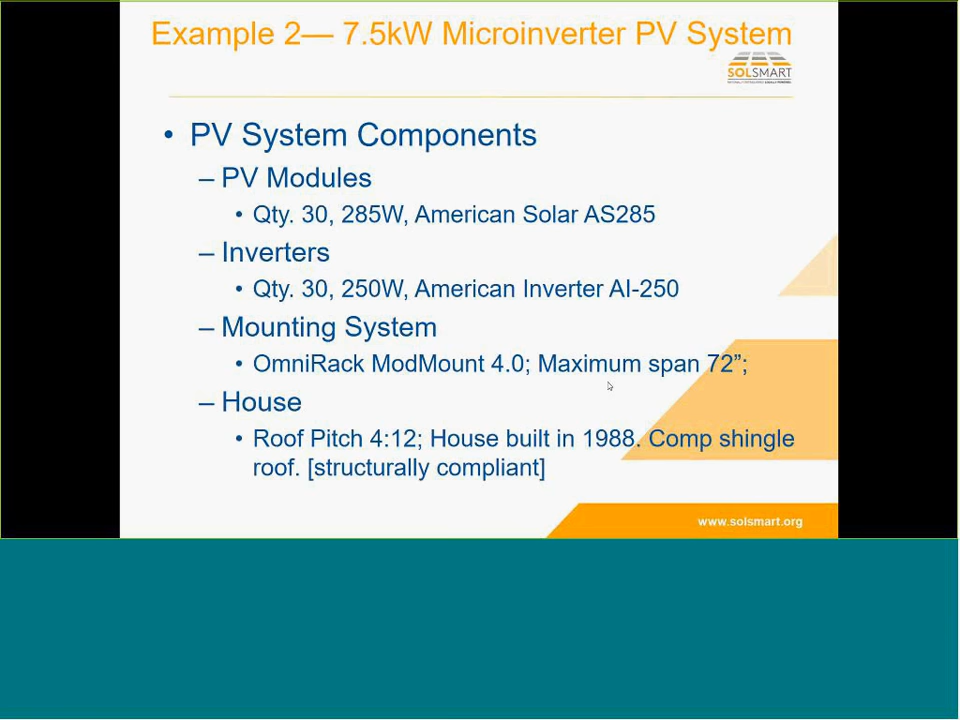 Example 2— 7.5kW Microinverter PV System
SOLSMART
• PV System Components
– PV Modules
• Qty. 30, 285W, American Solar AS285
– Inverters
• Qty. 30, 250W, American Inverter AI-250
– Mounting System
• OmniRack ModMount 4.0; Maximum span 72”;
– House
• Roof Pitch 4:12; House built in 1988. Comp shingle
roof. [structurally compliant]
www.solsmart.org